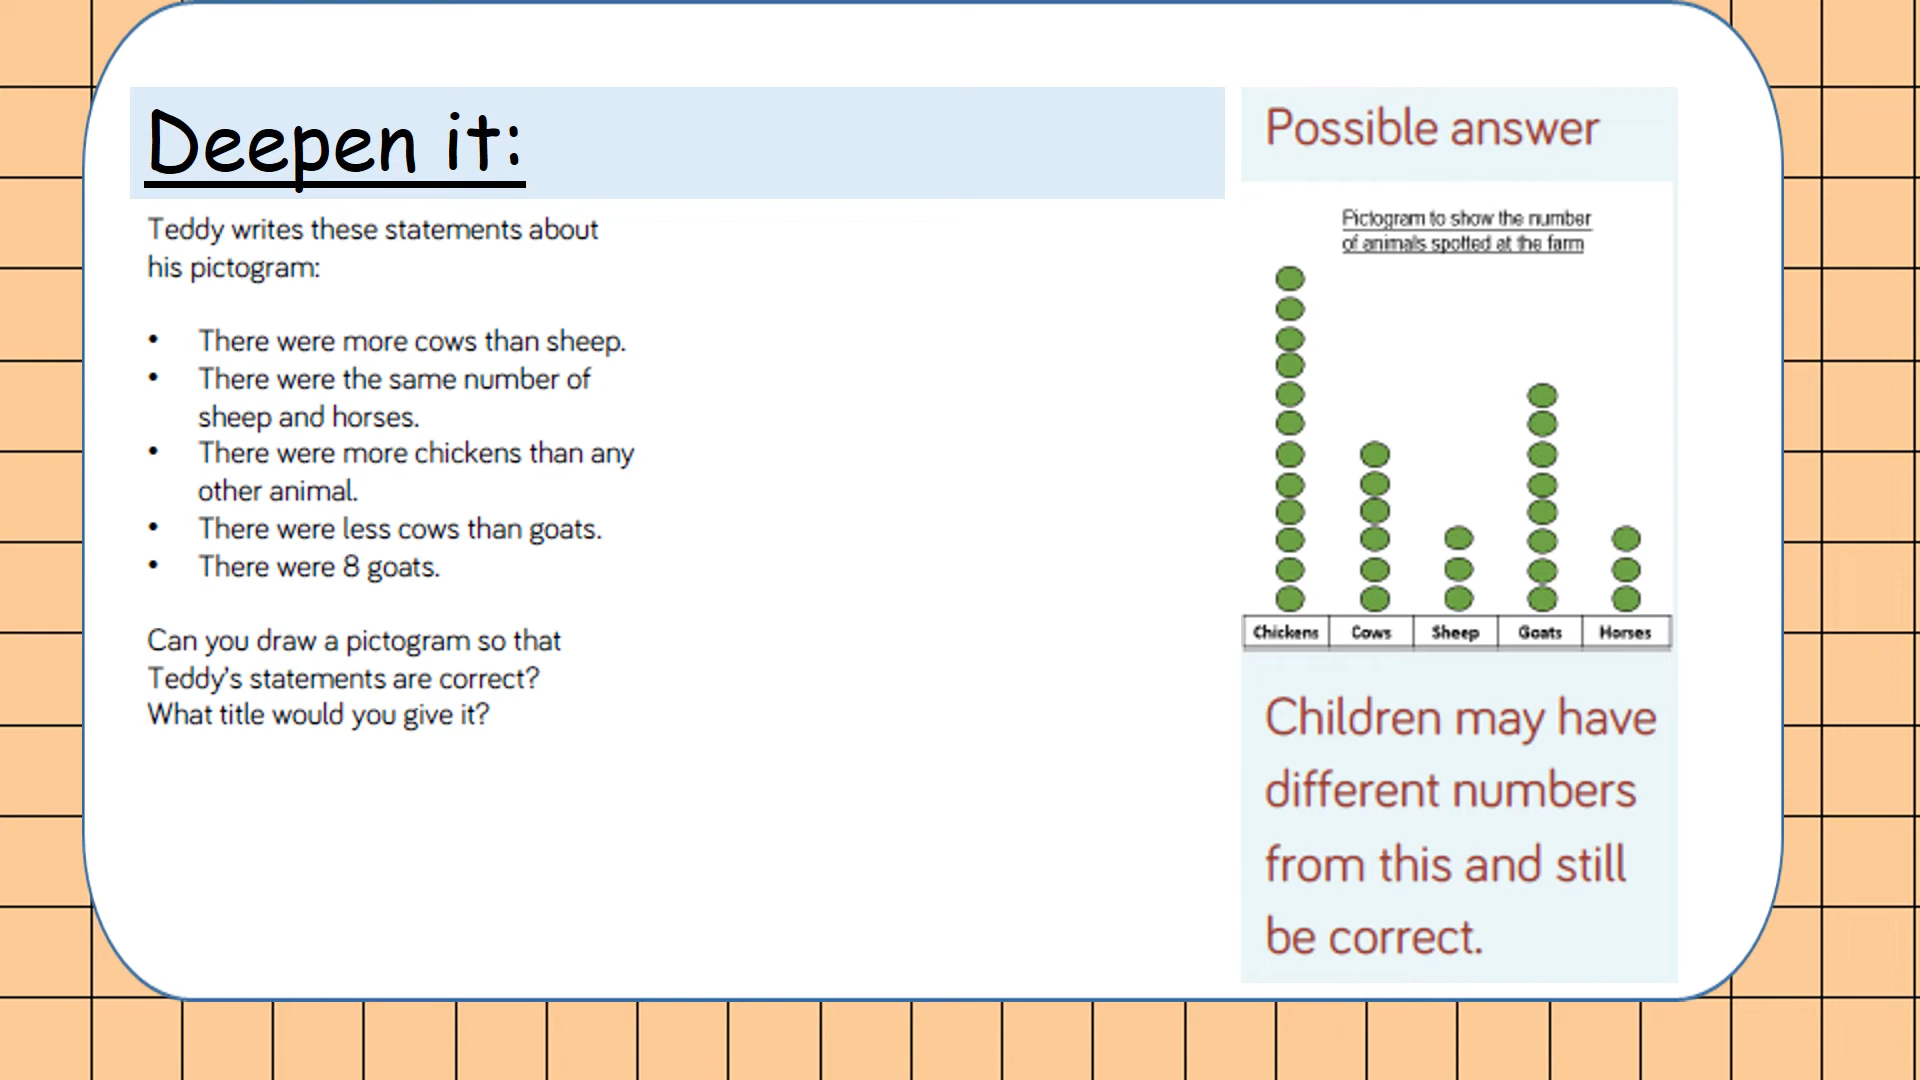 Deepen it:
Teddy writes these statements about
his pictogram:
• There were more cows than sheep.
• There were the same number of
sheep and horses.
• There were more chickens than any
other animal.
• There were less cows than goats.
• There were 8 goats.
Can you draw a pictogram so that
Teddy's statements are correct?
What title would you give it?
Possible answer
Pictogram to show the number
of animals spotted at the farm
Chickens Cows Sheep Goats Horses
Children may have
different numbers
from this and still
be correct.